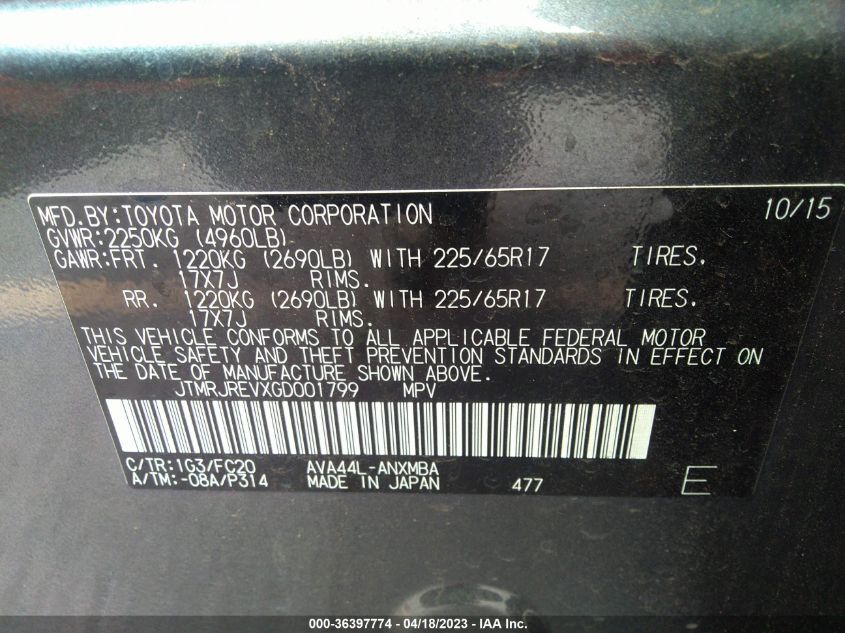 MFD.BY:TOYOTA MOTOR CORPORATION 10/15
GVWR:2250KG (4960LB)
GAWR:FRT. 1220KG (2690LB) WITH 225/65R17 TIRES.
17X7J RIMS.
RR. 1220KG (2690LB) WITH 225/65R17 TIRES.
17X7J RIMS.
THIS VEHICLE CONFORMS TO ALL APPLICABLE FEDERAL MOTOR
VEHICLE SAFETY AND THEFT PREVENTION STANDARDS IN EFFECT ON
THE DATE OF MANUFACTURE SHOWN ABOVE.
JTMRJREVXGD001799 MPV
C/TR:1G3/FC20 AVA44L-ANXMBA
A/TM:-08A/P314 MADE IN JAPAN 477 E
000-36397774 - 04/18/2023 - IAA Inc.